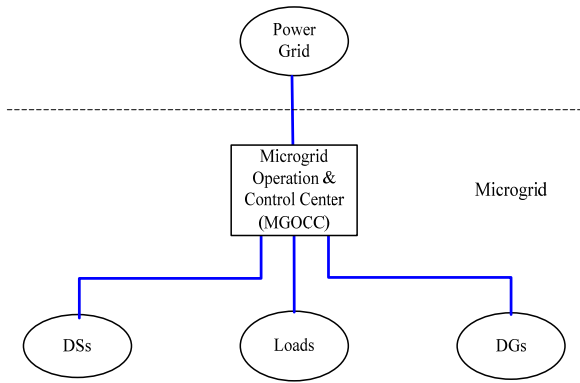 Power
Grid
Microgrid
Operation &
Control Center
(MGOCC)
Microgrid
DSs
Loads
DGs